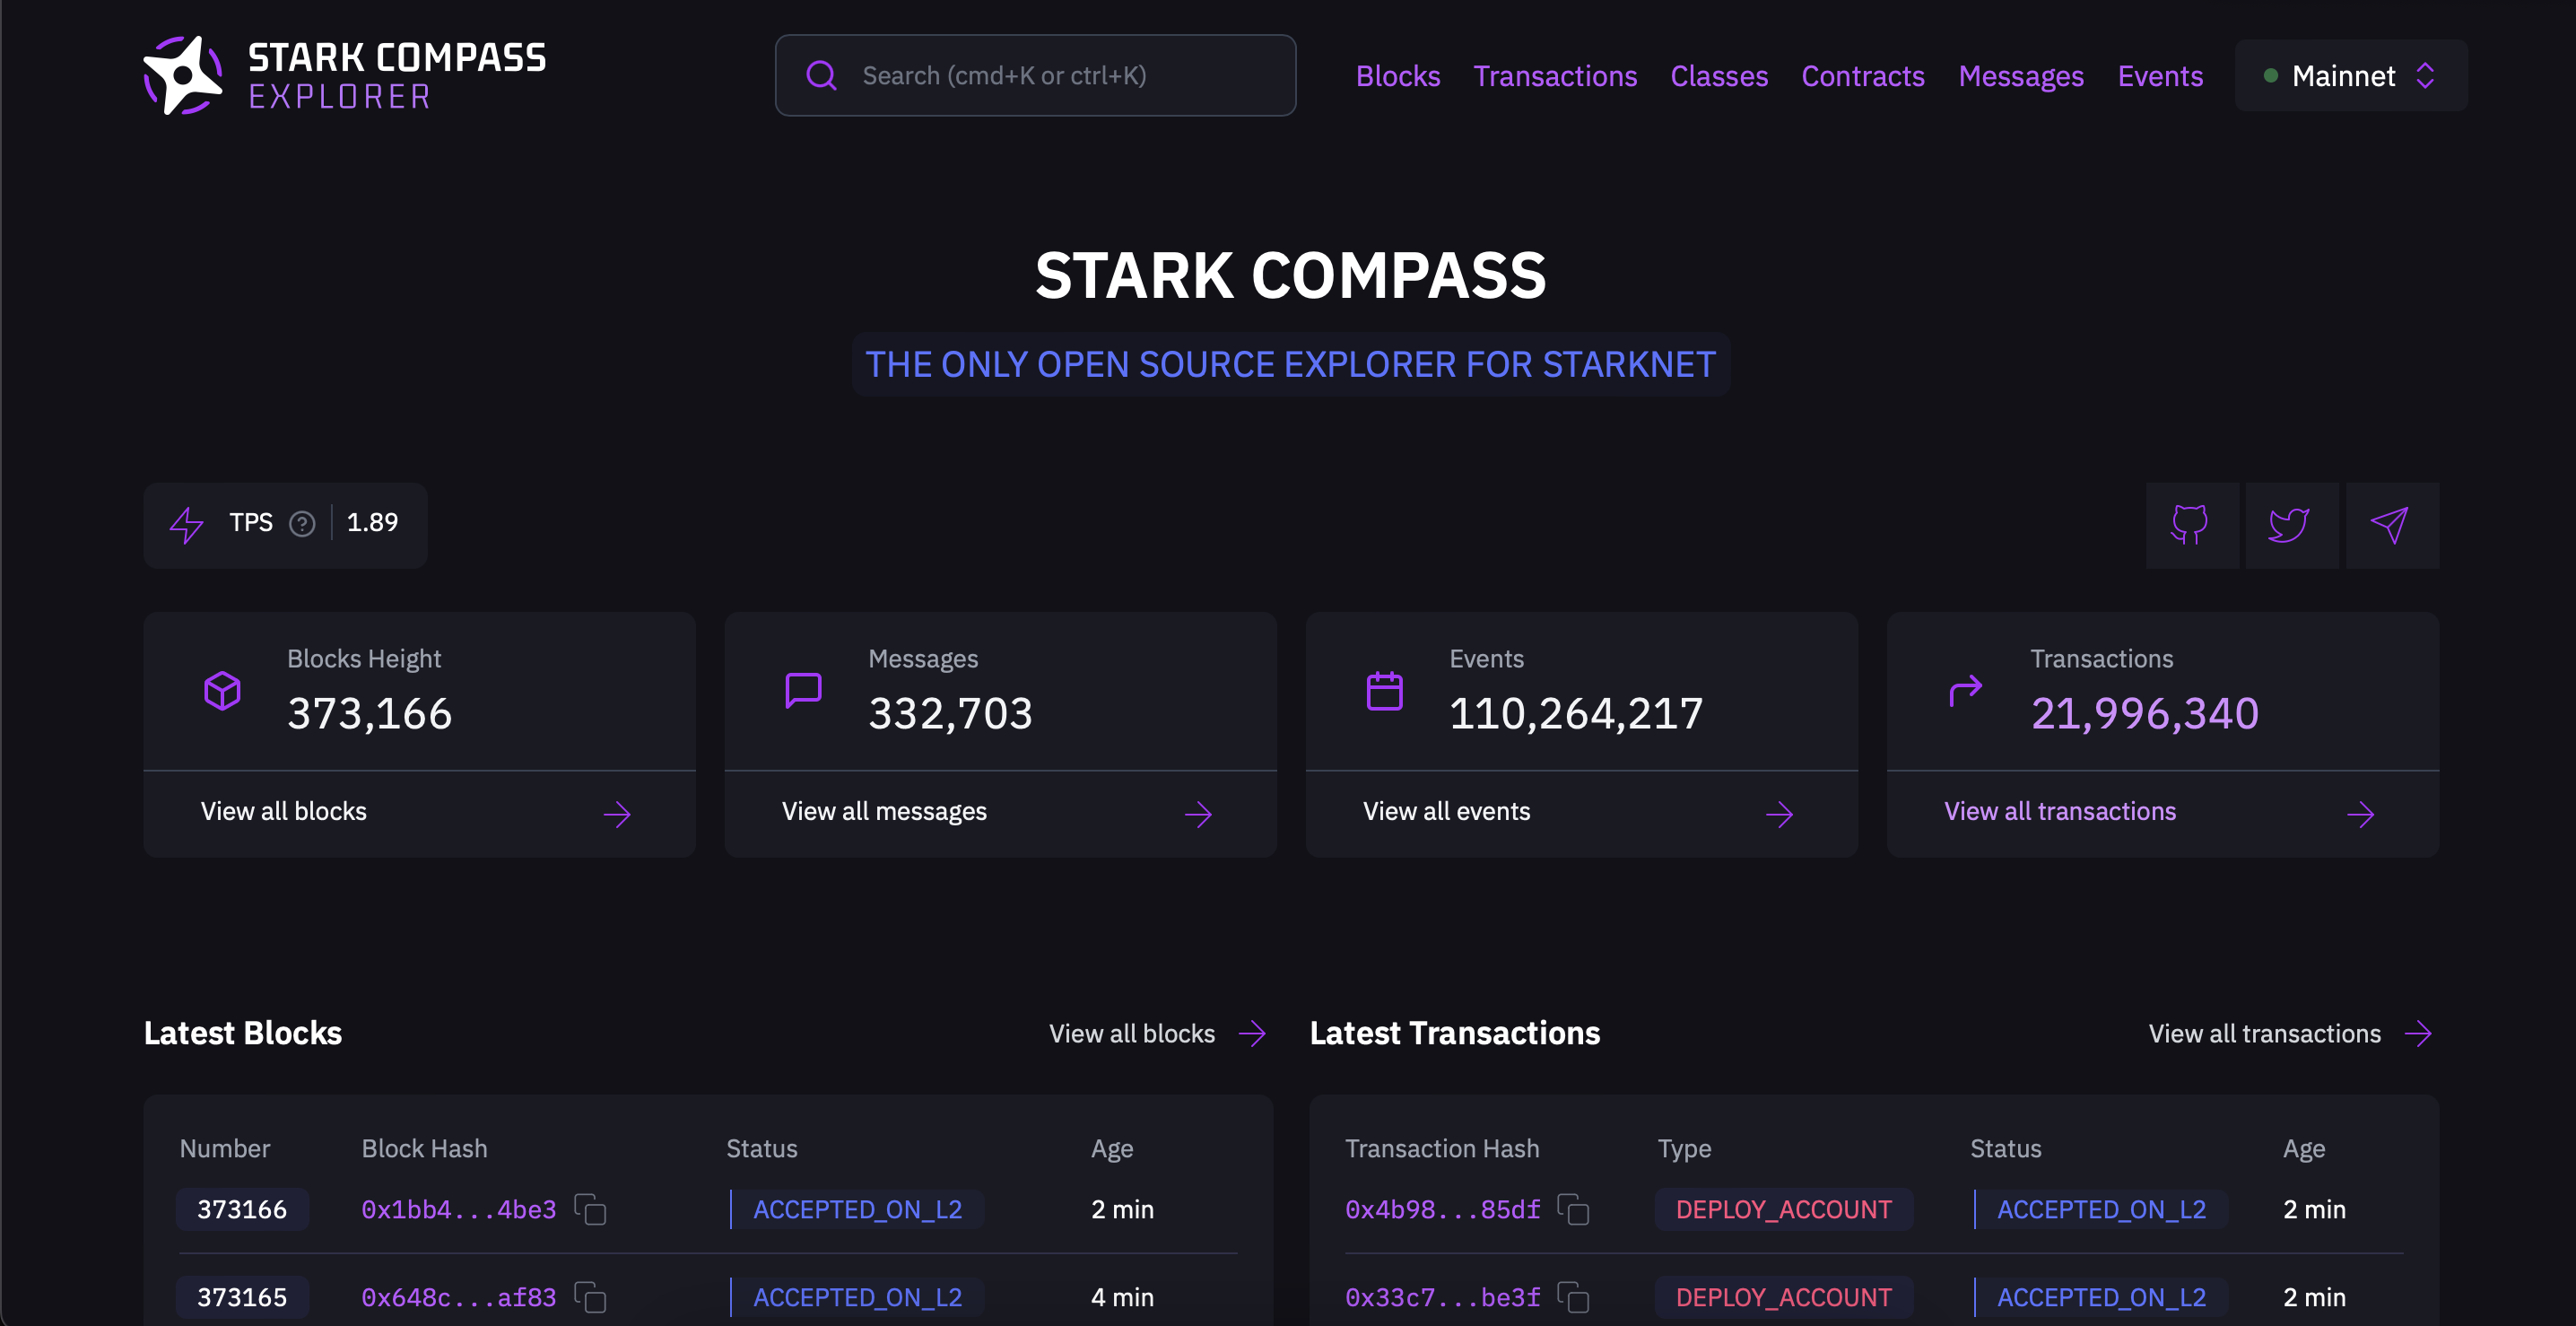 STARK COMPASS
EXPLORER
Search (cmd+K or ctrl+K)
Blocks Transactions Classes Contracts Messages Events Mainnet
STARK COMPASS
THE ONLY OPEN SOURCE EXPLORER FOR STARKNET
TPS ? 1.89
Blocks Height
373,166
View all blocks
Messages
332,703
View all messages
Events
110,264,217
View all events
Transactions
21,996,340
View all transactions
Latest Blocks View all blocks
Number Block Hash Status Age
373166 0x1bb4...4be3 ACCEPTED_ON_L2 2 min
373165 0x648c...af83 ACCEPTED_ON_L2 4 min
Latest Transactions View all transactions
Transaction Hash Type Status Age
0x4b98...85df DEPLOY_ACCOUNT ACCEPTED_ON_L2 2 min
0x33c7...be3f DEPLOY_ACCOUNT ACCEPTED_ON_L2 2 min